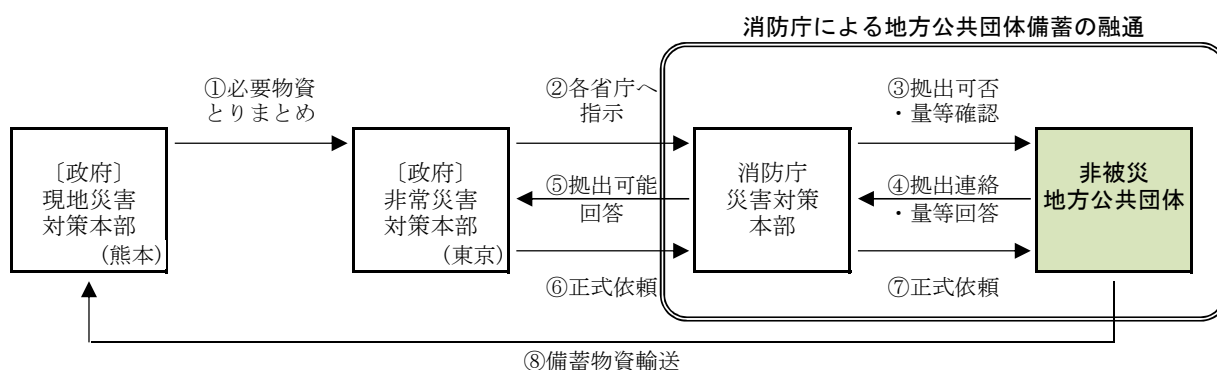 消防庁による地方公共団体備蓄の融通
①必要物資
とりまとめ
②各省庁へ
指示
③拠出可否
・量等確認
〔政府〕
現地災害
対策本部
(熊本)
〔政府〕
非常災害
対策本部
(東京)
⑤拠出可能
回答
消防庁
災害対策
本部
④拠出連絡
・量等回答
非被災
地方公共団体
⑥正式依頼
⑦正式依頼
⑧備蓄物資輸送